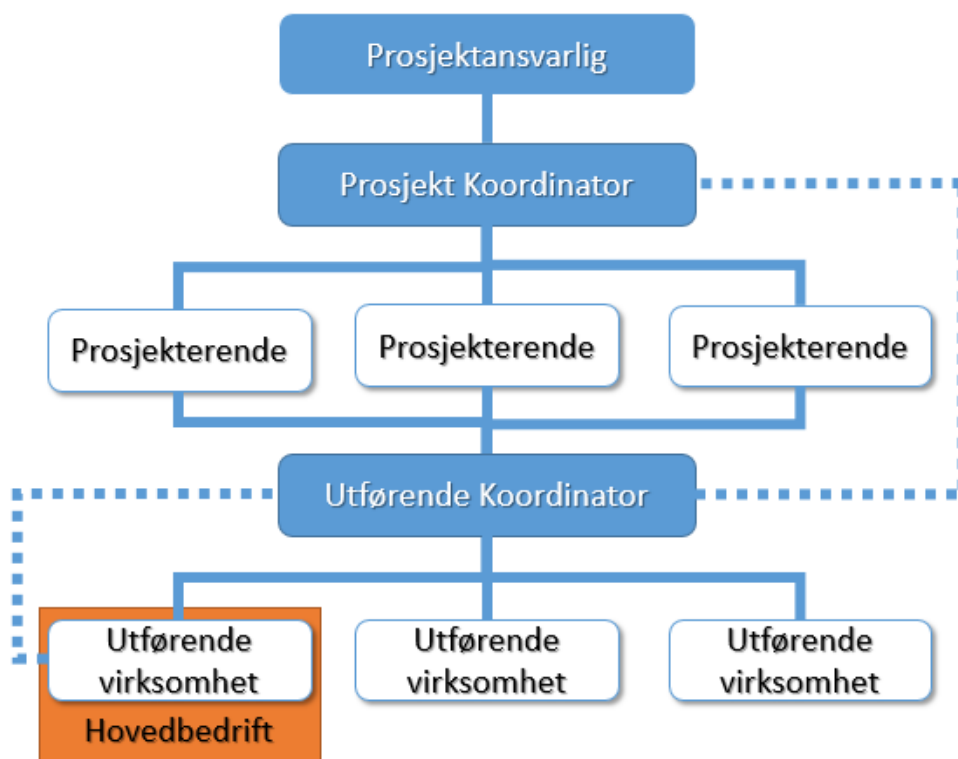 Prosjektansvarlig
Prosjekt Koordinator
Prosjekterende
Prosjekterende
Prosjekterende
Utførende Koordinator
Utførende
virksomhet
Hovedbedrift
Utførende
virksomhet
Utførende
virksomhet